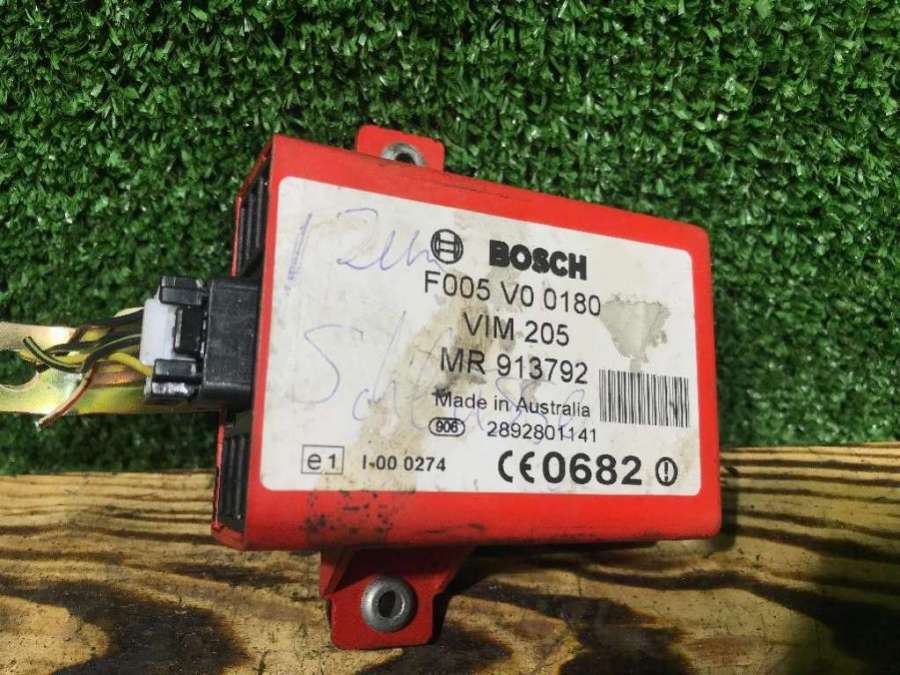 BOSCH
F005 V0 0180
VIM 205
MR 913792
Made in Australia
906 2892801141
e1 I-00 0274
CE0682